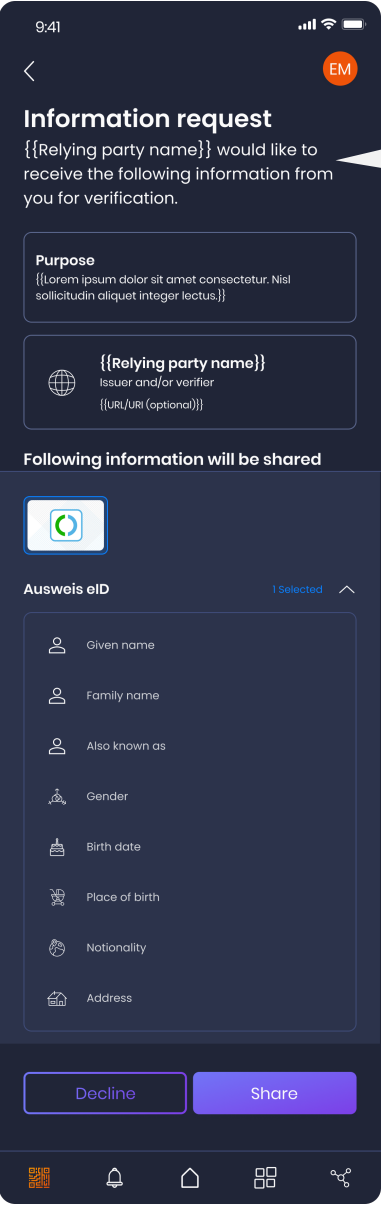 9:41
EM
Information request
{{Relying party name}} would like to
receive the following information from
you for verification.
Purpose
{{Lorem ipsum dolor sit amet consectetur. Nisl
sollicitudin aliquet integer lectus.}}
{{Relying party name}}
Issuer and/or verifier
{{URL/URI (optional)}}
Following information will be shared
Ausweis eID
1 Selected
Given name
Family name
Also known as
Gender
Birth date
Place of birth
Notionality
Address
Decline
Share